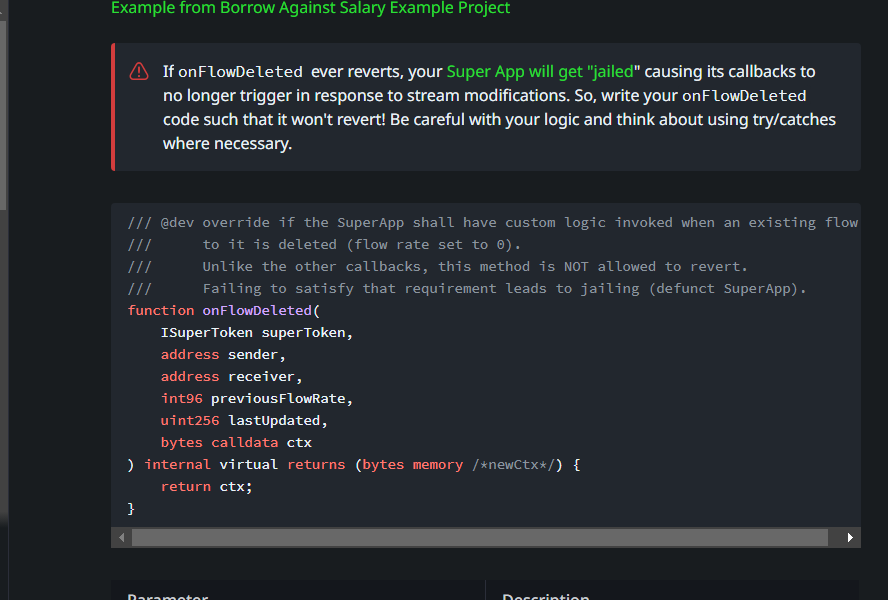 Example from Borrow Against Salary Example Project
If onFlowDeleted ever reverts, your Super App will get "jailed" causing its callbacks to
no longer trigger in response to stream modifications. So, write your onFlowDeleted
code such that it won't revert! Be careful with your logic and think about using try/catches
where necessary.
/// @dev override if the SuperApp shall have custom logic invoked when an existing flow
///      to it is deleted (flow rate set to 0).
///      Unlike the other callbacks, this method is NOT allowed to revert.
///      Failing to satisfy that requirement leads to jailing (defunct SuperApp).
function onFlowDeleted(
    ISuperToken superToken,
    address sender,
    address receiver,
    int96 previousFlowRate,
    uint256 lastUpdated,
    bytes calldata ctx
) internal virtual returns (bytes memory /*newCtx*/) {
    return ctx;
}
Parameter Description